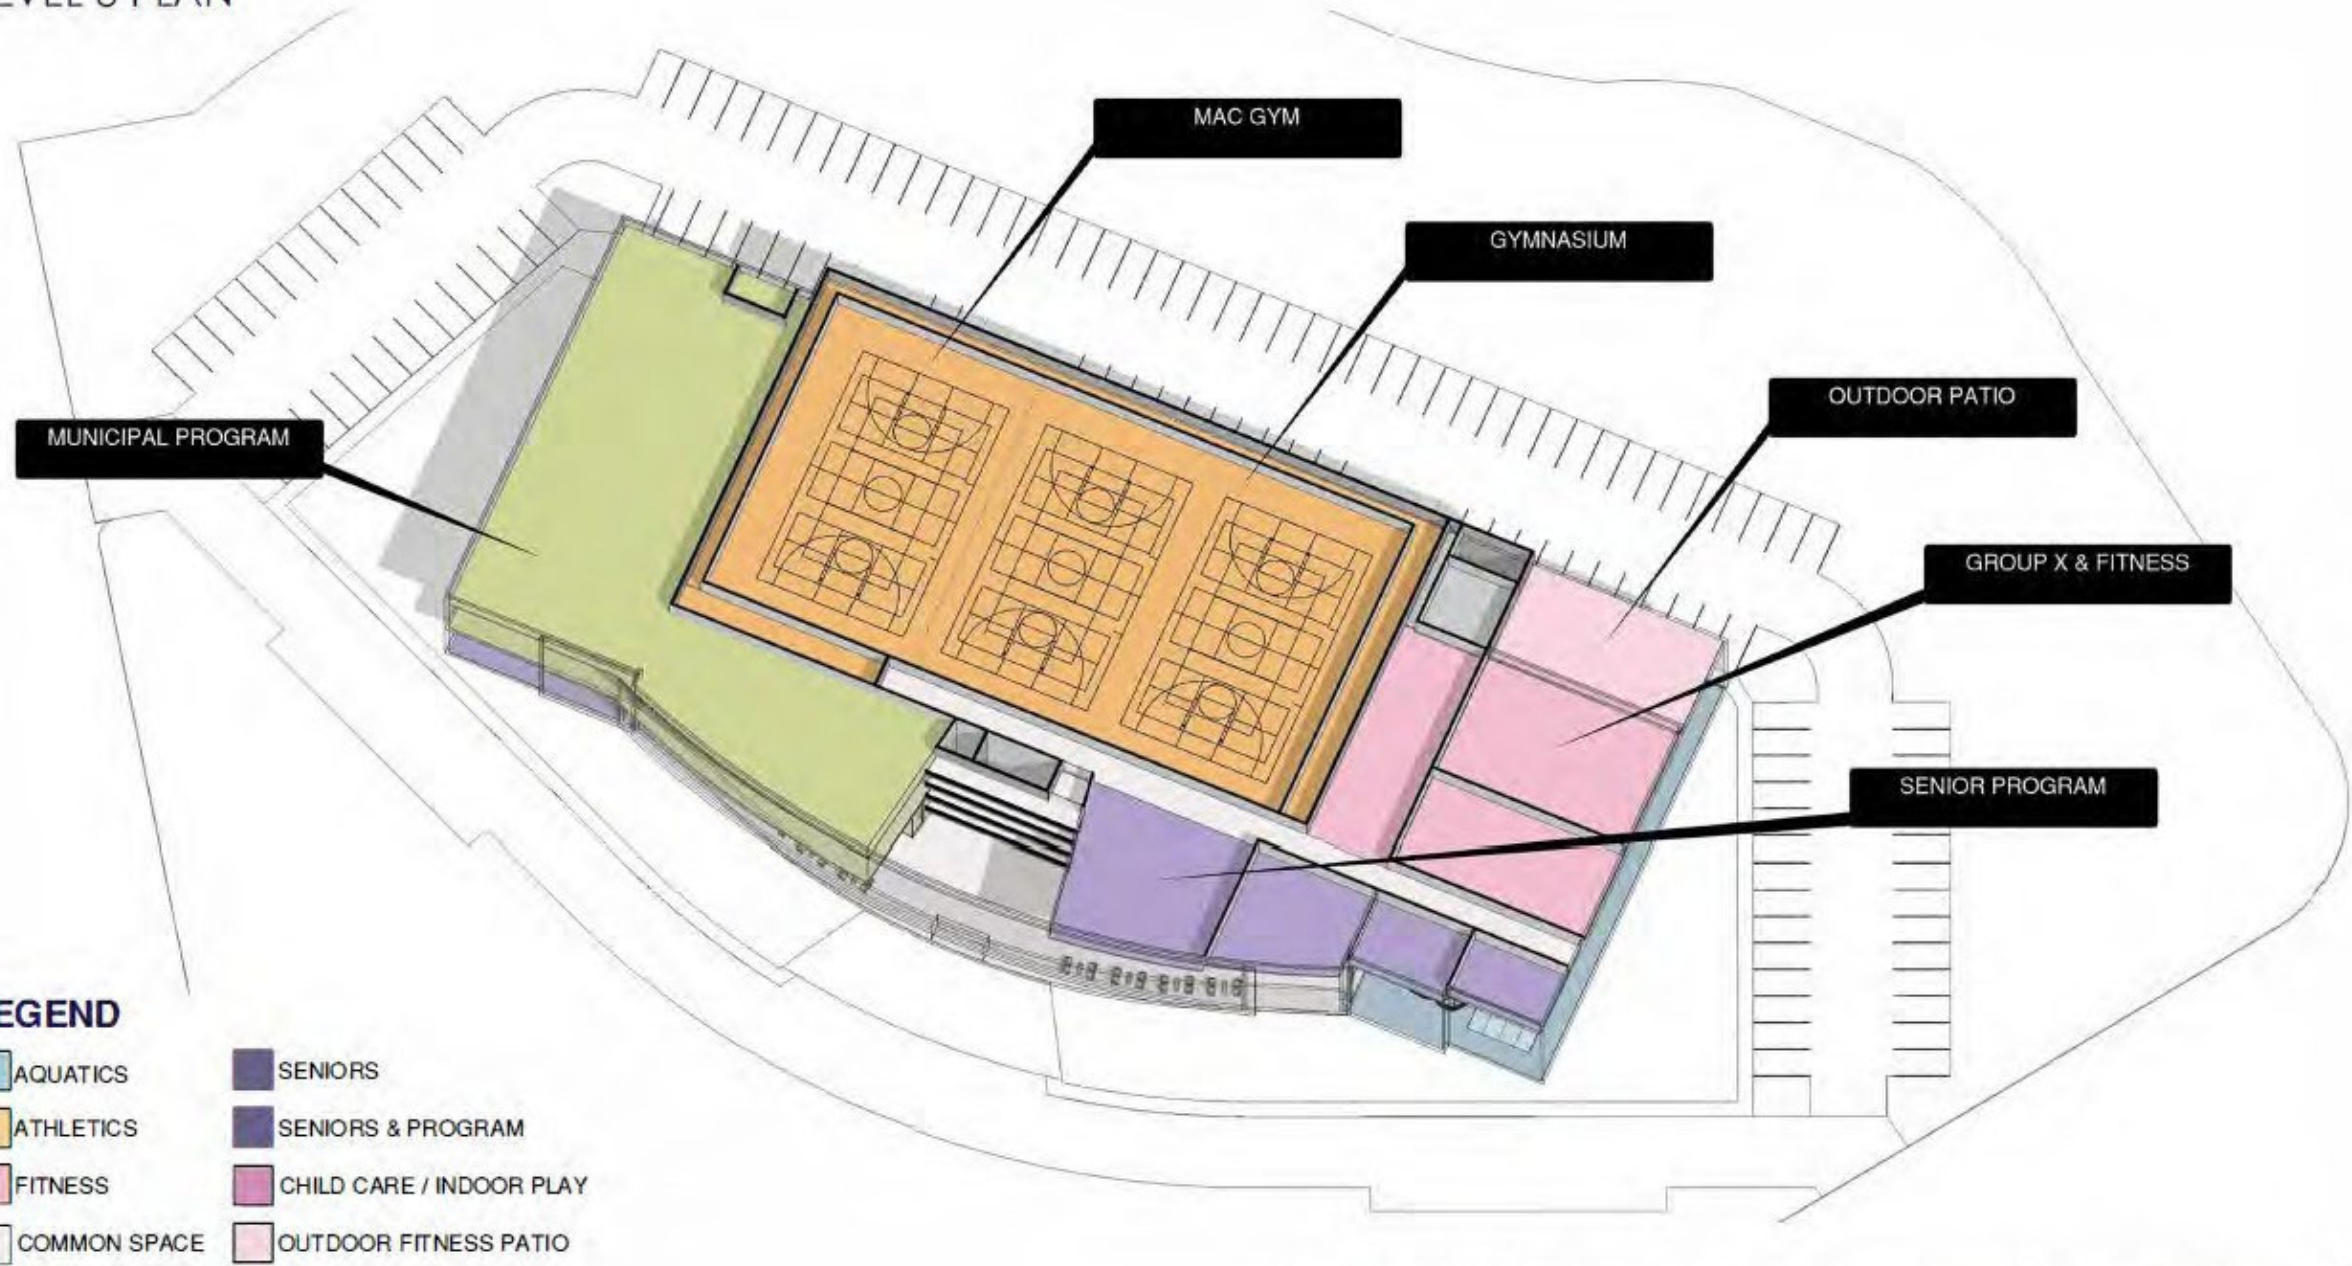 MAC GYM
GYMNASIUM
OUTDOOR PATIO
MUNICIPAL PROGRAM
GROUP X & FITNESS
SENIOR PROGRAM
EGEND
AQUATICS
SENIORS
ATHLETICS
SENIORS & PROGRAM
FITNESS
CHILD CARE / INDOOR PLAY
COMMON SPACE
OUTDOOR FITNESS PATIO